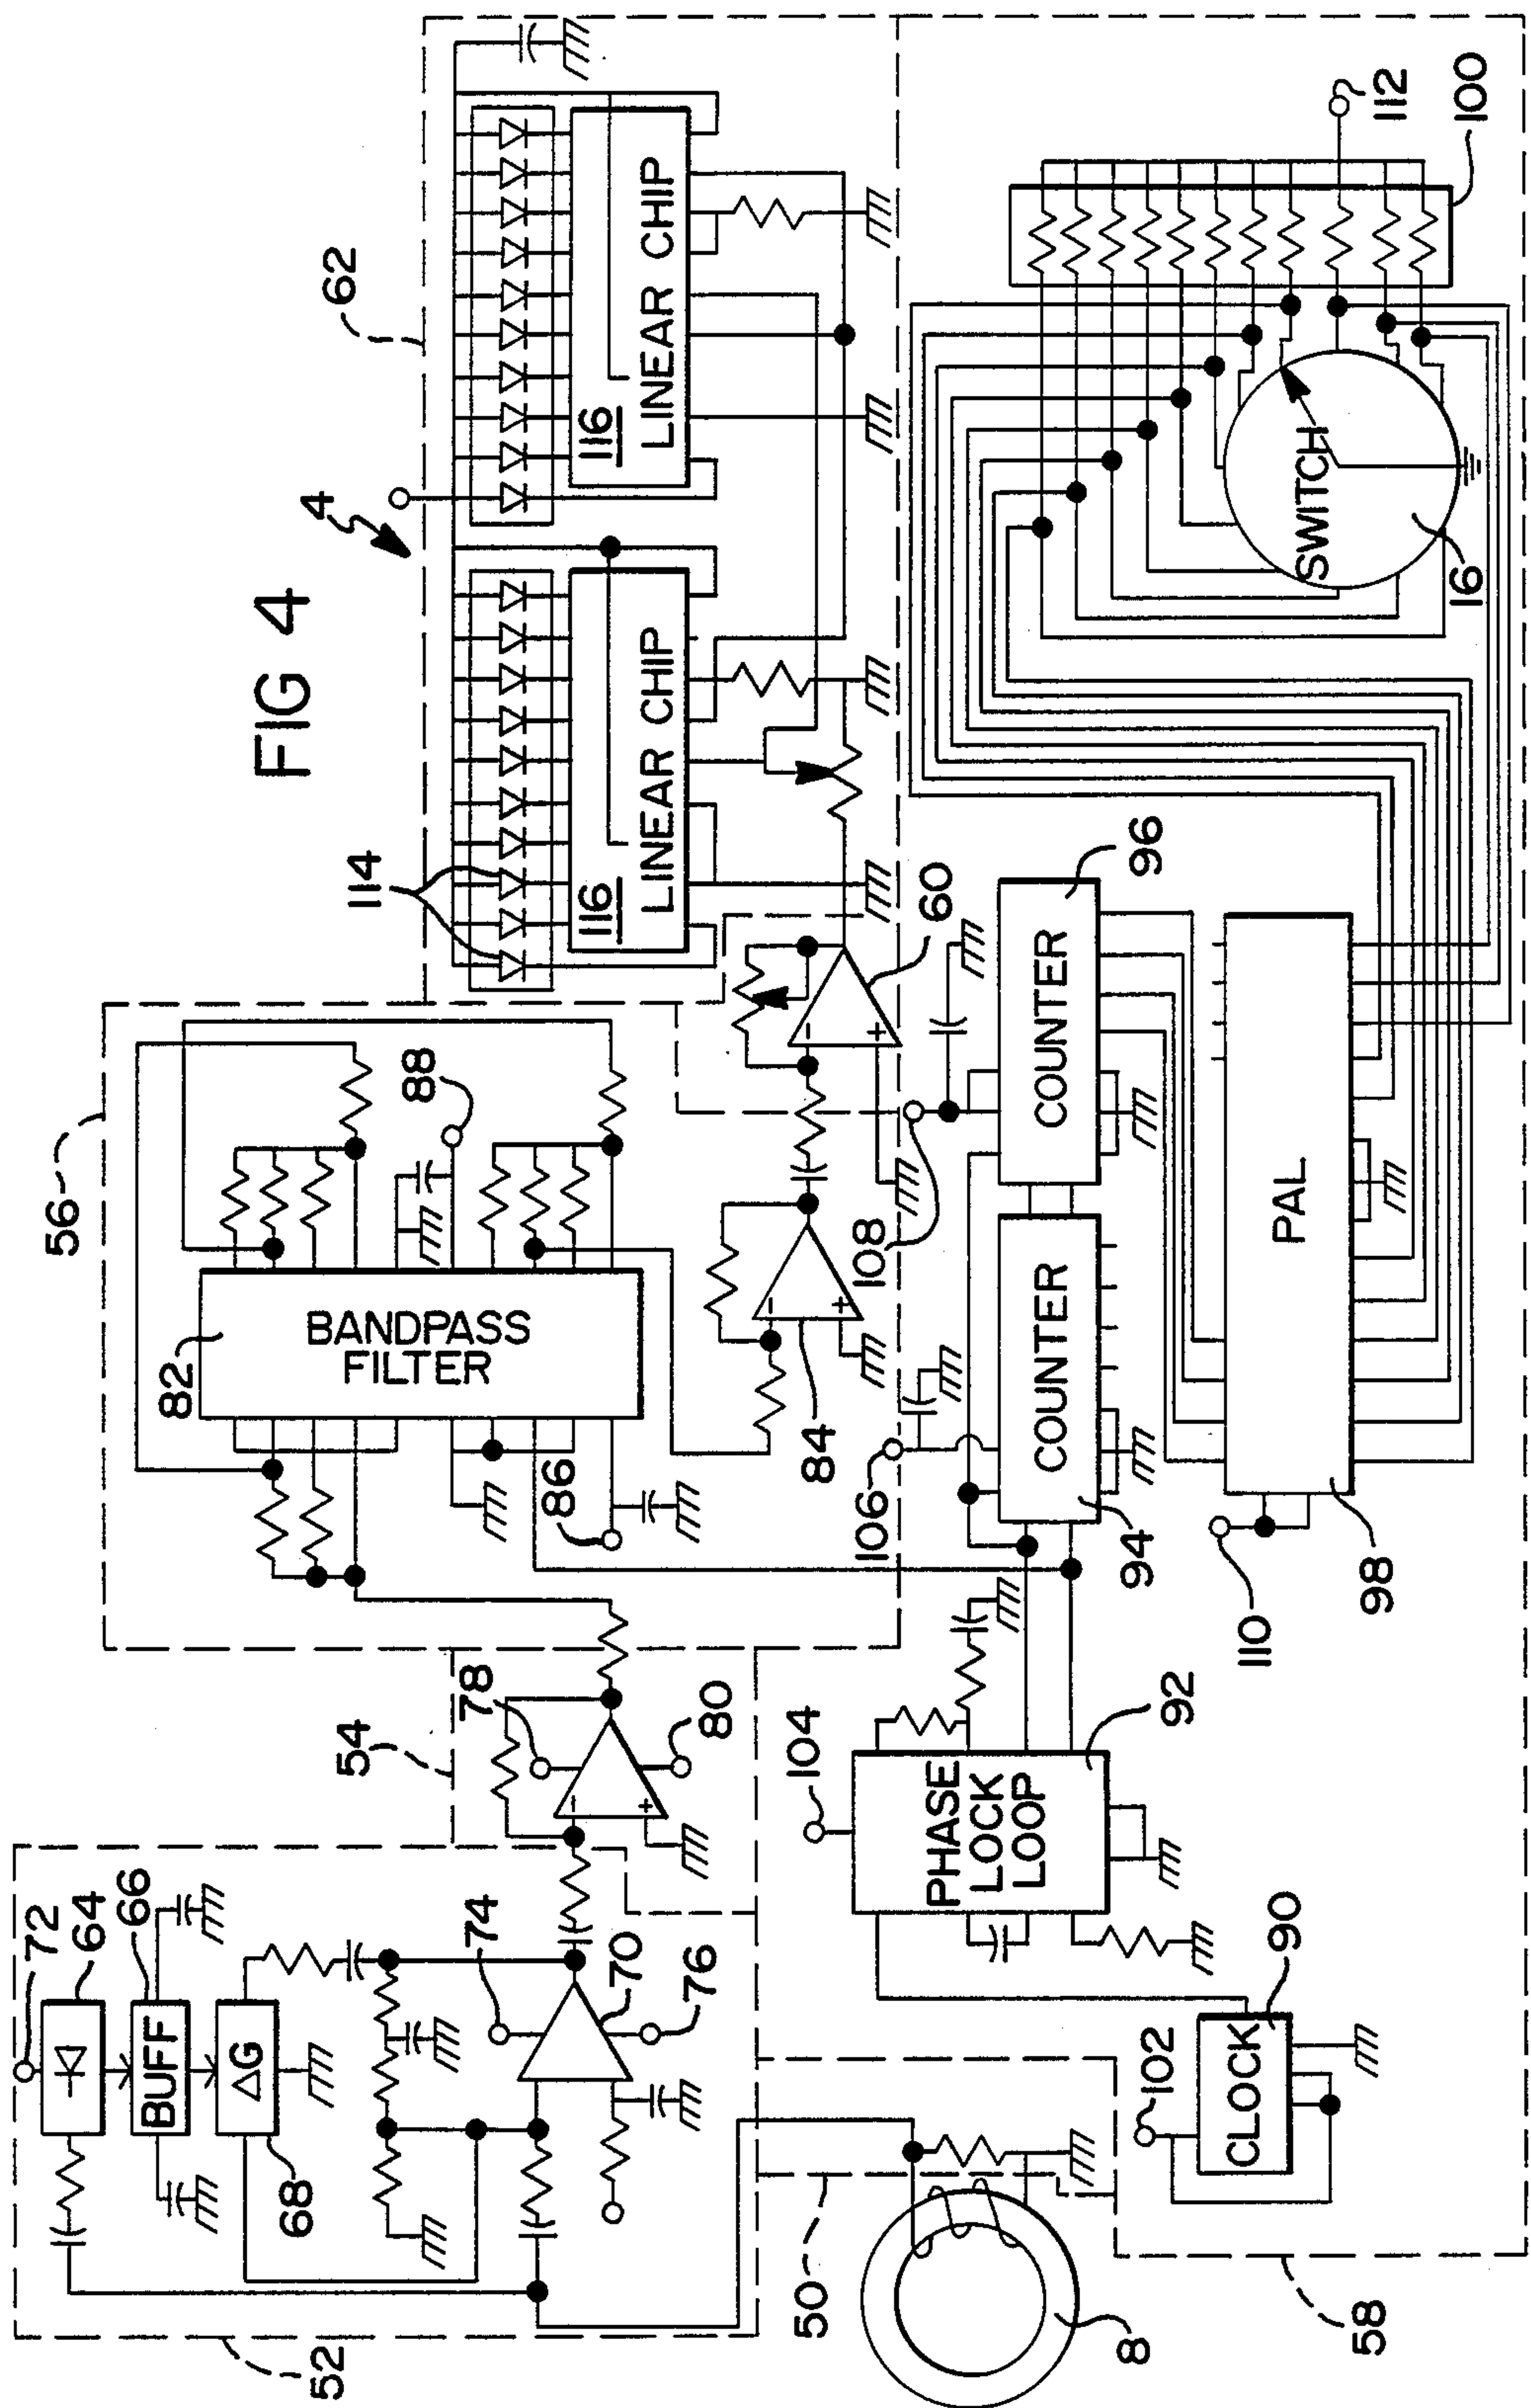 FIG 4
4
62
114
116
LINEAR CHIP
116
LINEAR CHIP
56
82
BANDPASS
FILTER
88
86
84
60
54
78
80
72
64
66
BUFF
ΔG
68
70
74
76
52
50
8
58
102
CLOCK
90
104
PHASE
LOCK
LOOP
92
106
COUNTER
94
108
COUNTER
96
110
PAL
98
SWITCH
16
112
100
-
+
-
+
-
+